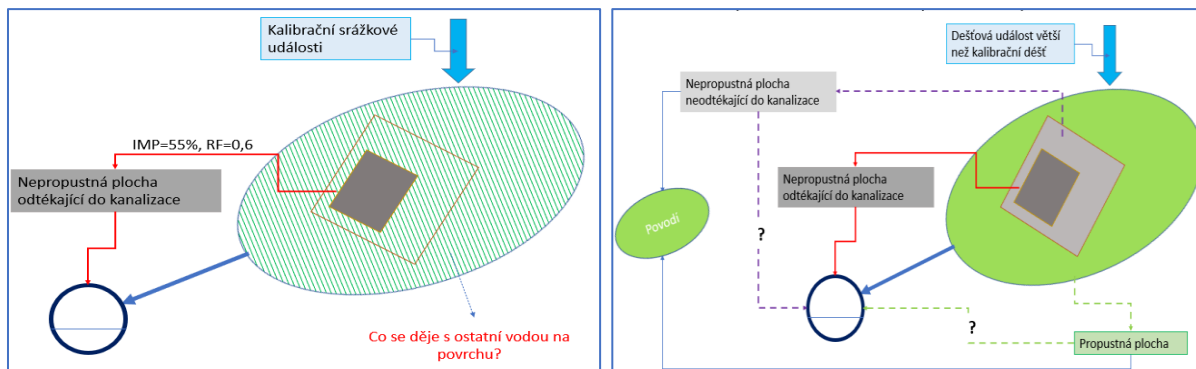 Kalibrační srážkové
události
IMP=55%, RF=0,6
Nepropustná plocha
odtékající do kanalizace
Co se děje s ostatní vodou na
povrchu?
Dešťová událost větší
než kalibrační déšť
Nepropustná plocha
neodtékající do kanalizace
Nepropustná plocha
odtékající do kanalizace
Povodí
?
?
Propustná plocha